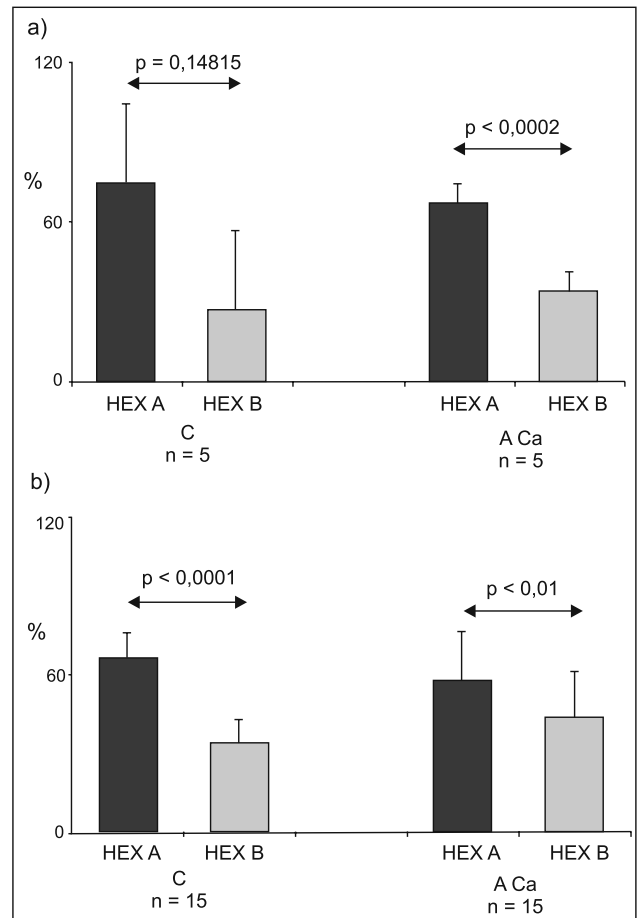 a)
120
p = 0,14815
p < 0,0002
%
60
0
HEX A HEX B HEX A HEX B
C A Ca
n = 5 n = 5
b)
120
p < 0,0001
p < 0,01
%
60
0
HEX A HEX B HEX A HEX B
C A Ca
n = 15 n = 15